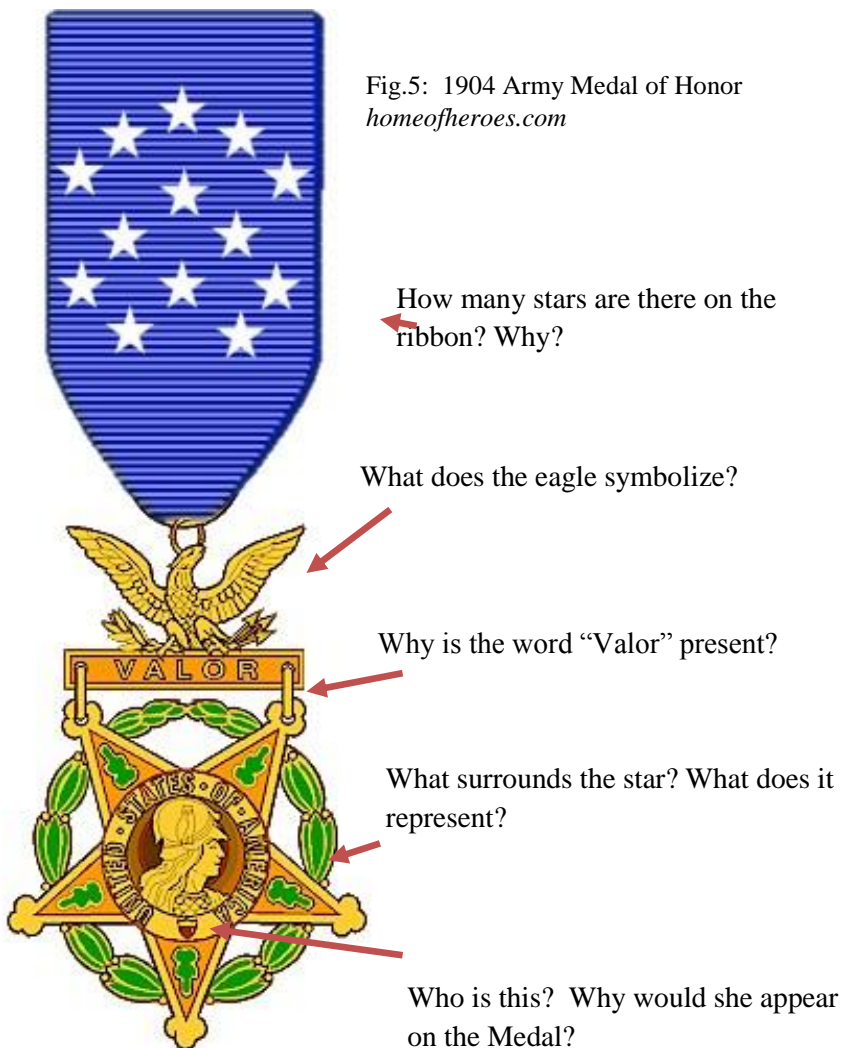 Fig.5:  1904 Army Medal of Honor
homeofheroes.com
How many stars are there on the
ribbon? Why?
What does the eagle symbolize?
Why is the word “Valor” present?
VALOR
What surrounds the star? What does it
represent?
UNITED · STATES · OF · AMERICA
Who is this?  Why would she appear
on the Medal?